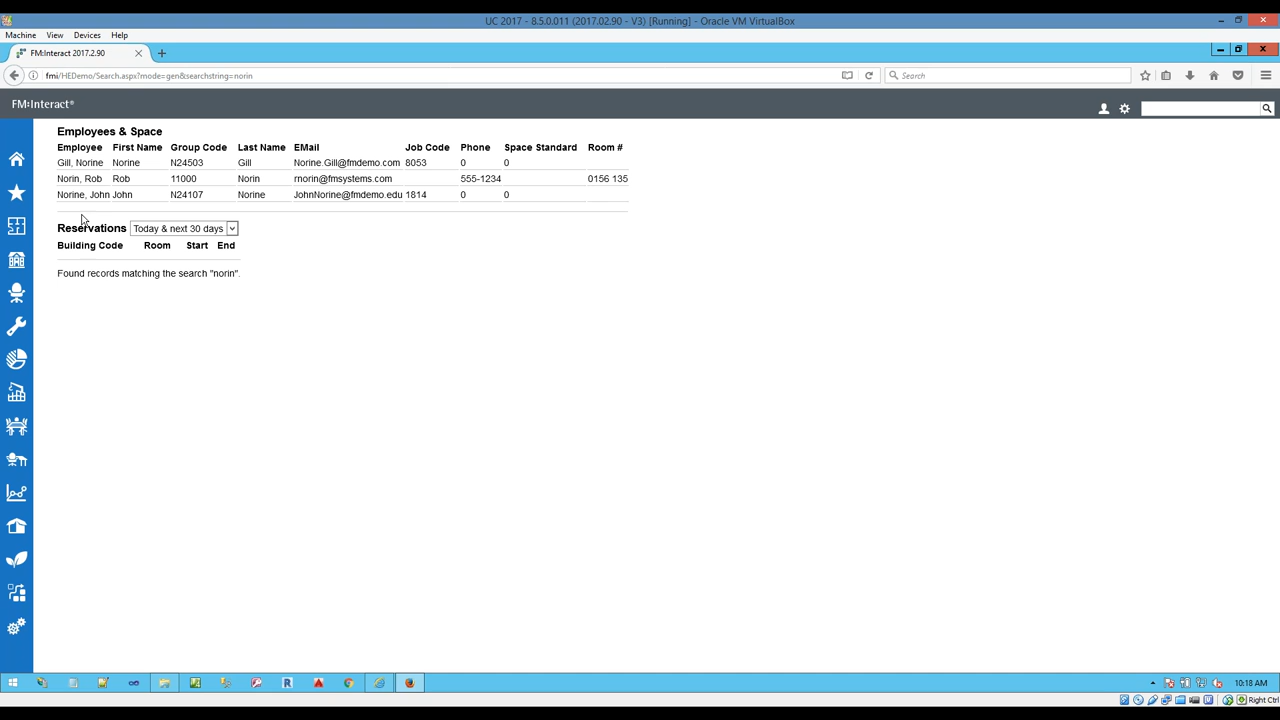 UC 2017 - 8.5.0.011 (2017.02.90 - V3) [Running] - Oracle VM VirtualBox
Machine View Devices Help
FM:Interact 2017.2.90
fmi/HEDemo/Search.aspx?mode=gen&searchstring=norin
Search
FM:Interact®
Employees & Space
Employee First Name Group Code Last Name EMail Job Code Phone Space Standard Room #
Gill, Norine Norine N24503 Gill Norine.Gill@fmdemo.com 8053 0 0
Norin, Rob Rob 11000 Norin rnorin@fmsystems.com 555-1234 0156 135
Norine, John John N24107 Norine JohnNorine@fmdemo.edu 1814 0 0
Reservations Today & next 30 days
Building Code Room Start End
Found records matching the search "norin".
10:18 AM
Right Ctrl